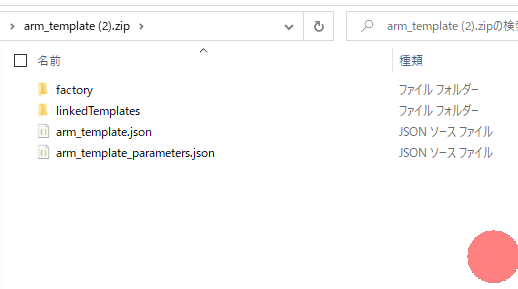 arm_template (2).zip
arm_template (2).zipの検
名前 種類
factory ファイル フォルダー
linkedTemplates ファイル フォルダー
arm_template.json JSON ソース ファイル
arm_template_parameters.json JSON ソース ファイル